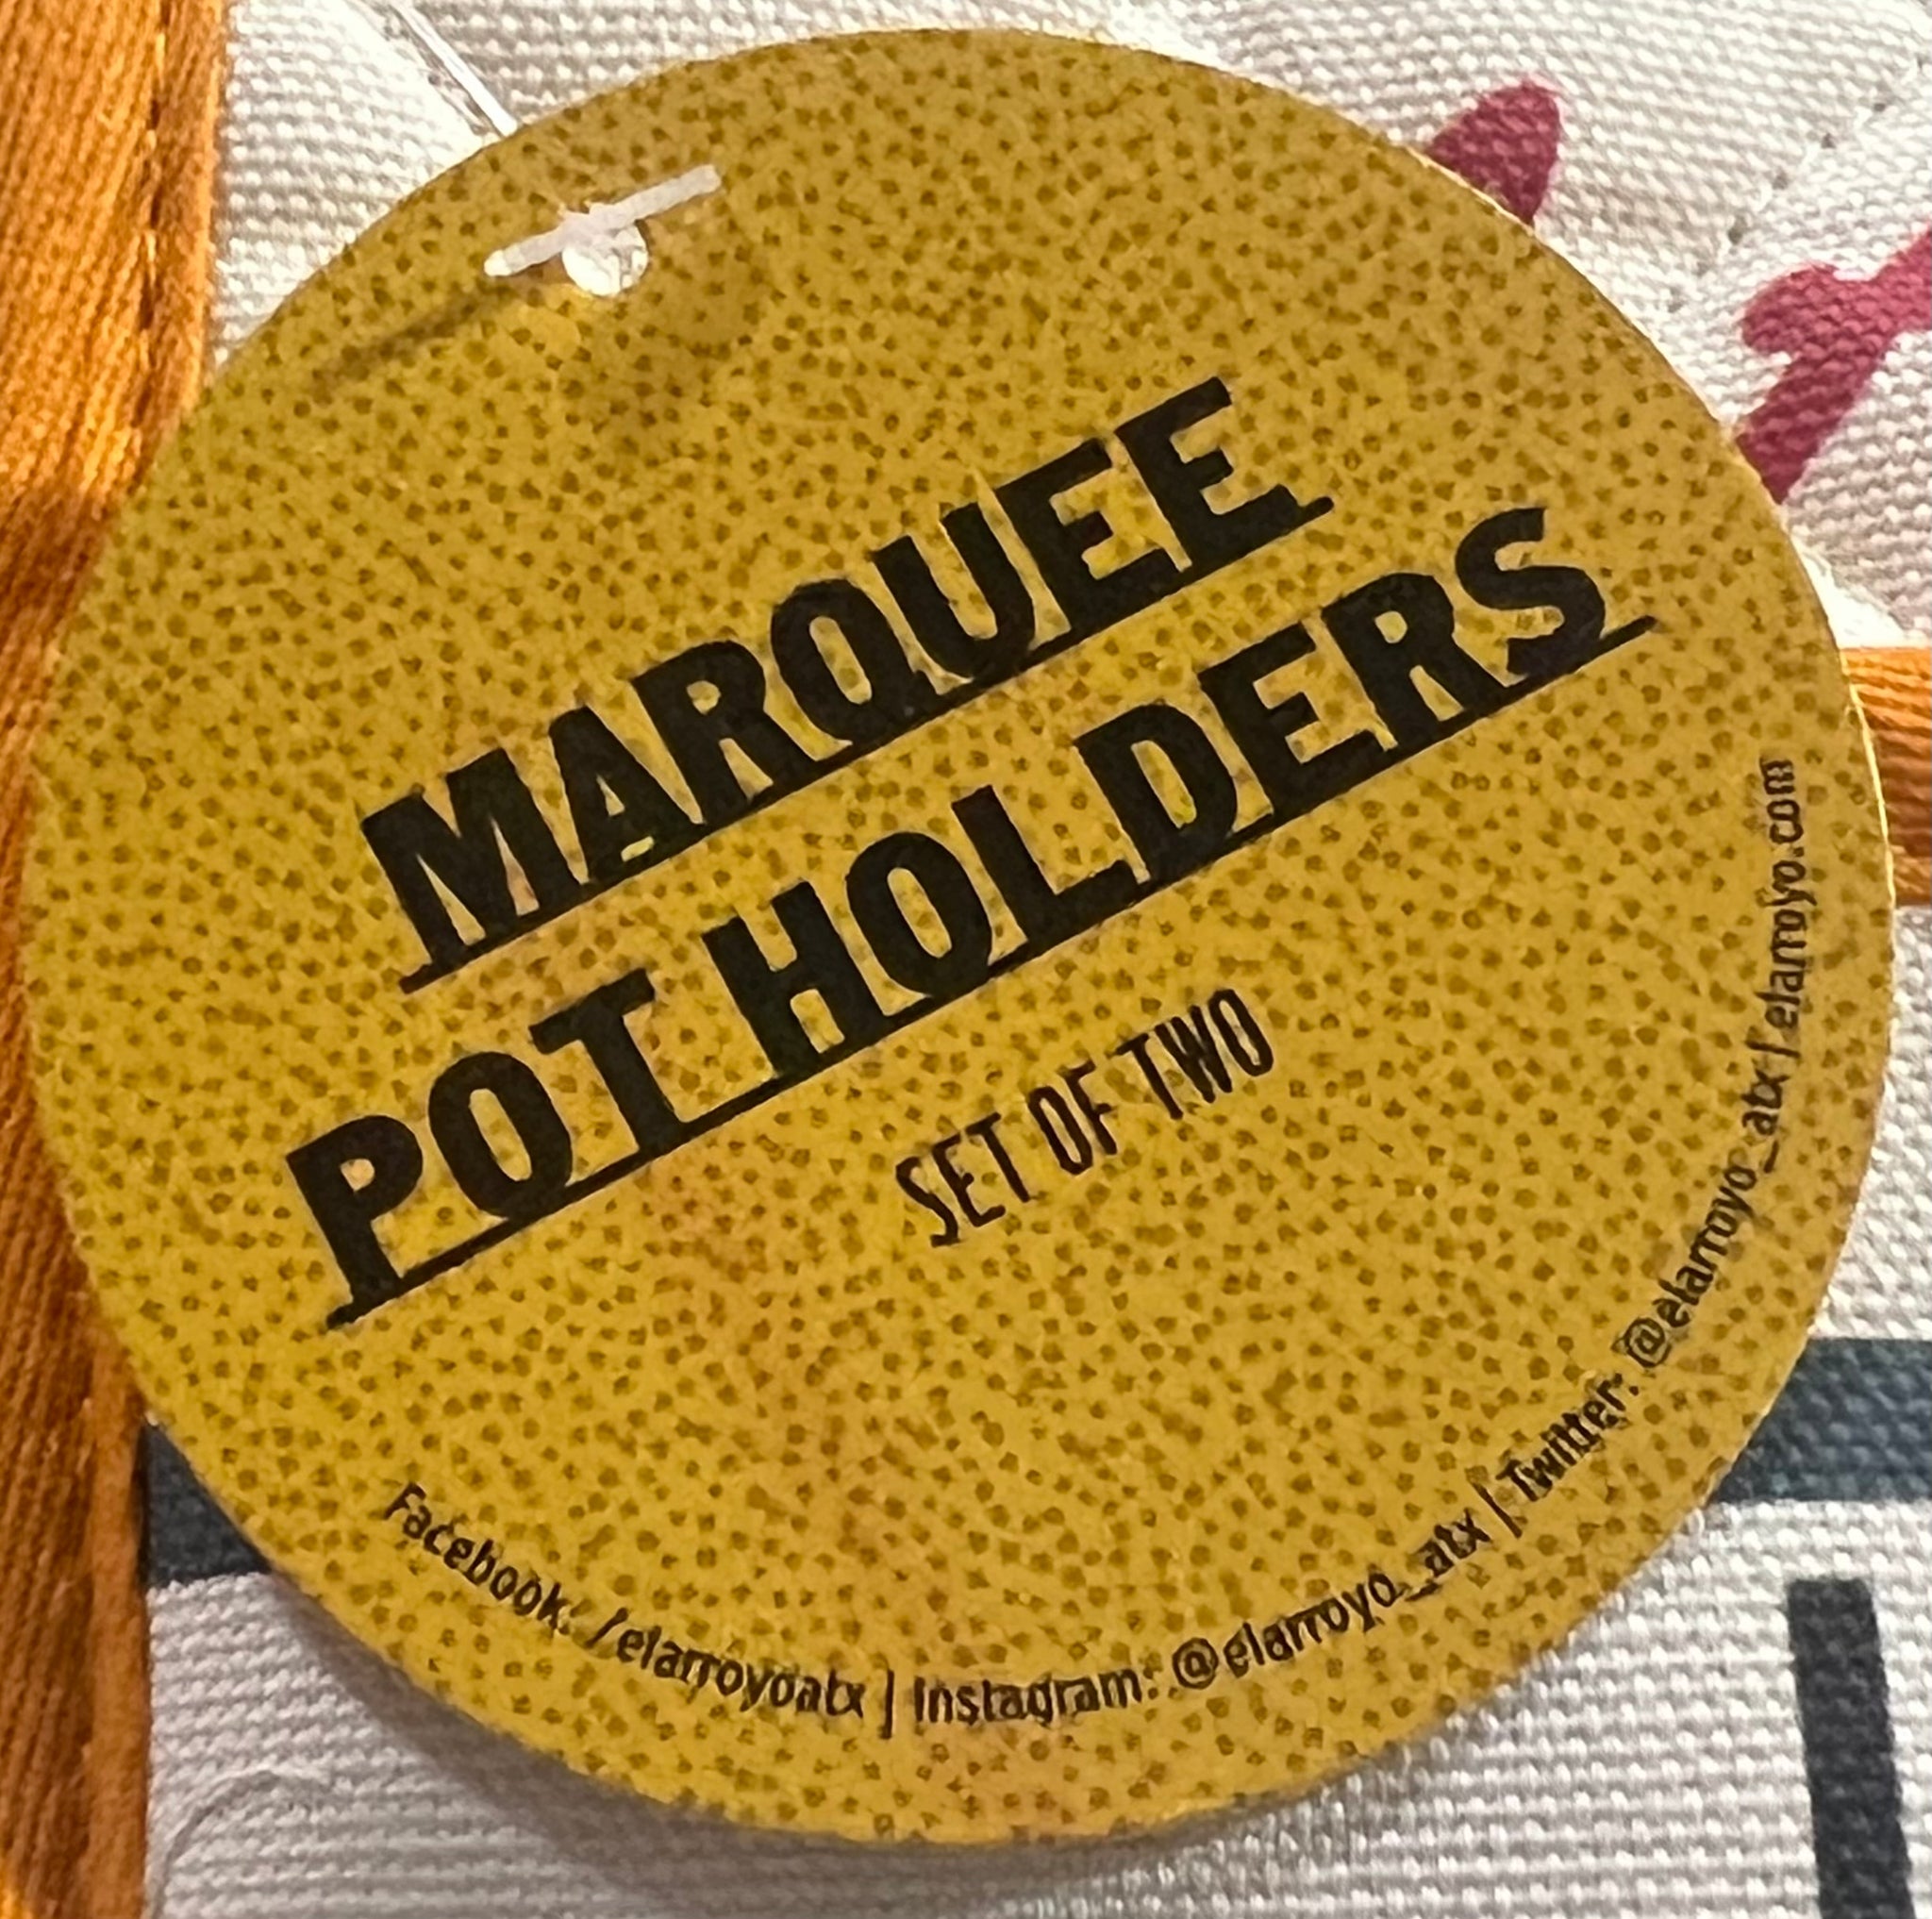 MARQUEE
POT HOLDERS
SET OF TWO
Facebook: /elarroyoatx | Instagram: @elarroyo_atx | Twitter: @elarroyo_atx | elarroyo.com